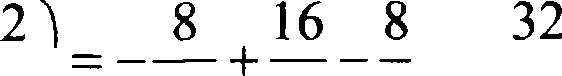 2) = - 8/ + 16/ - 8/ 32